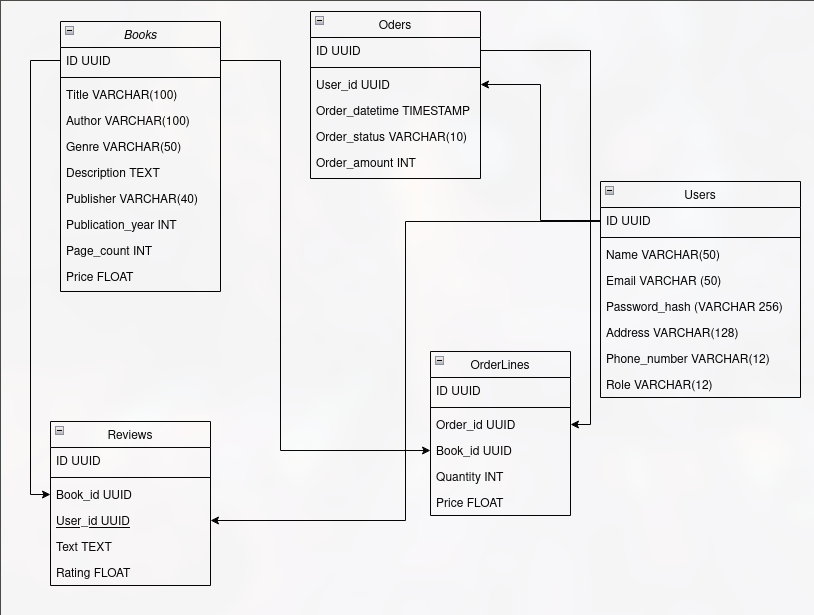 Books
ID UUID
Title VARCHAR(100)
Author VARCHAR(100)
Genre VARCHAR(50)
Description TEXT
Publisher VARCHAR(40)
Publication_year INT
Page_count INT
Price FLOAT
Oders
ID UUID
User_id UUID
Order_datetime TIMESTAMP
Order_status VARCHAR(10)
Order_amount INT
Users
ID UUID
Name VARCHAR(50)
Email VARCHAR (50)
Password_hash (VARCHAR 256)
Address VARCHAR(128)
Phone_number VARCHAR(12)
Role VARCHAR(12)
OrderLines
ID UUID
Order_id UUID
Book_id UUID
Quantity INT
Price FLOAT
Reviews
ID UUID
Book_id UUID
User_id UUID
Text TEXT
Rating FLOAT